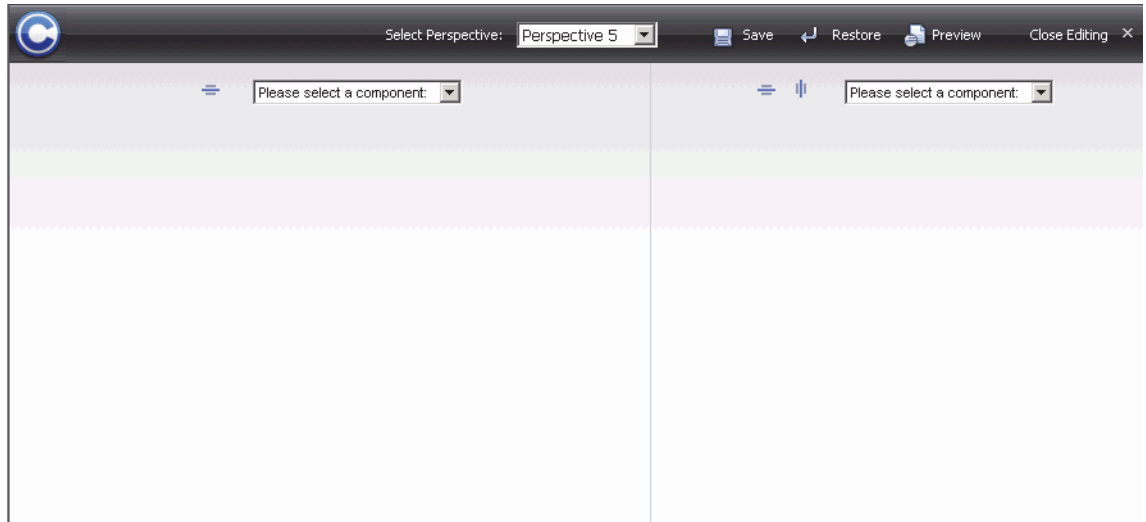 Select Perspective: Perspective 5 Save Restore Preview Close Editing ×
Please select a component: Please select a component: